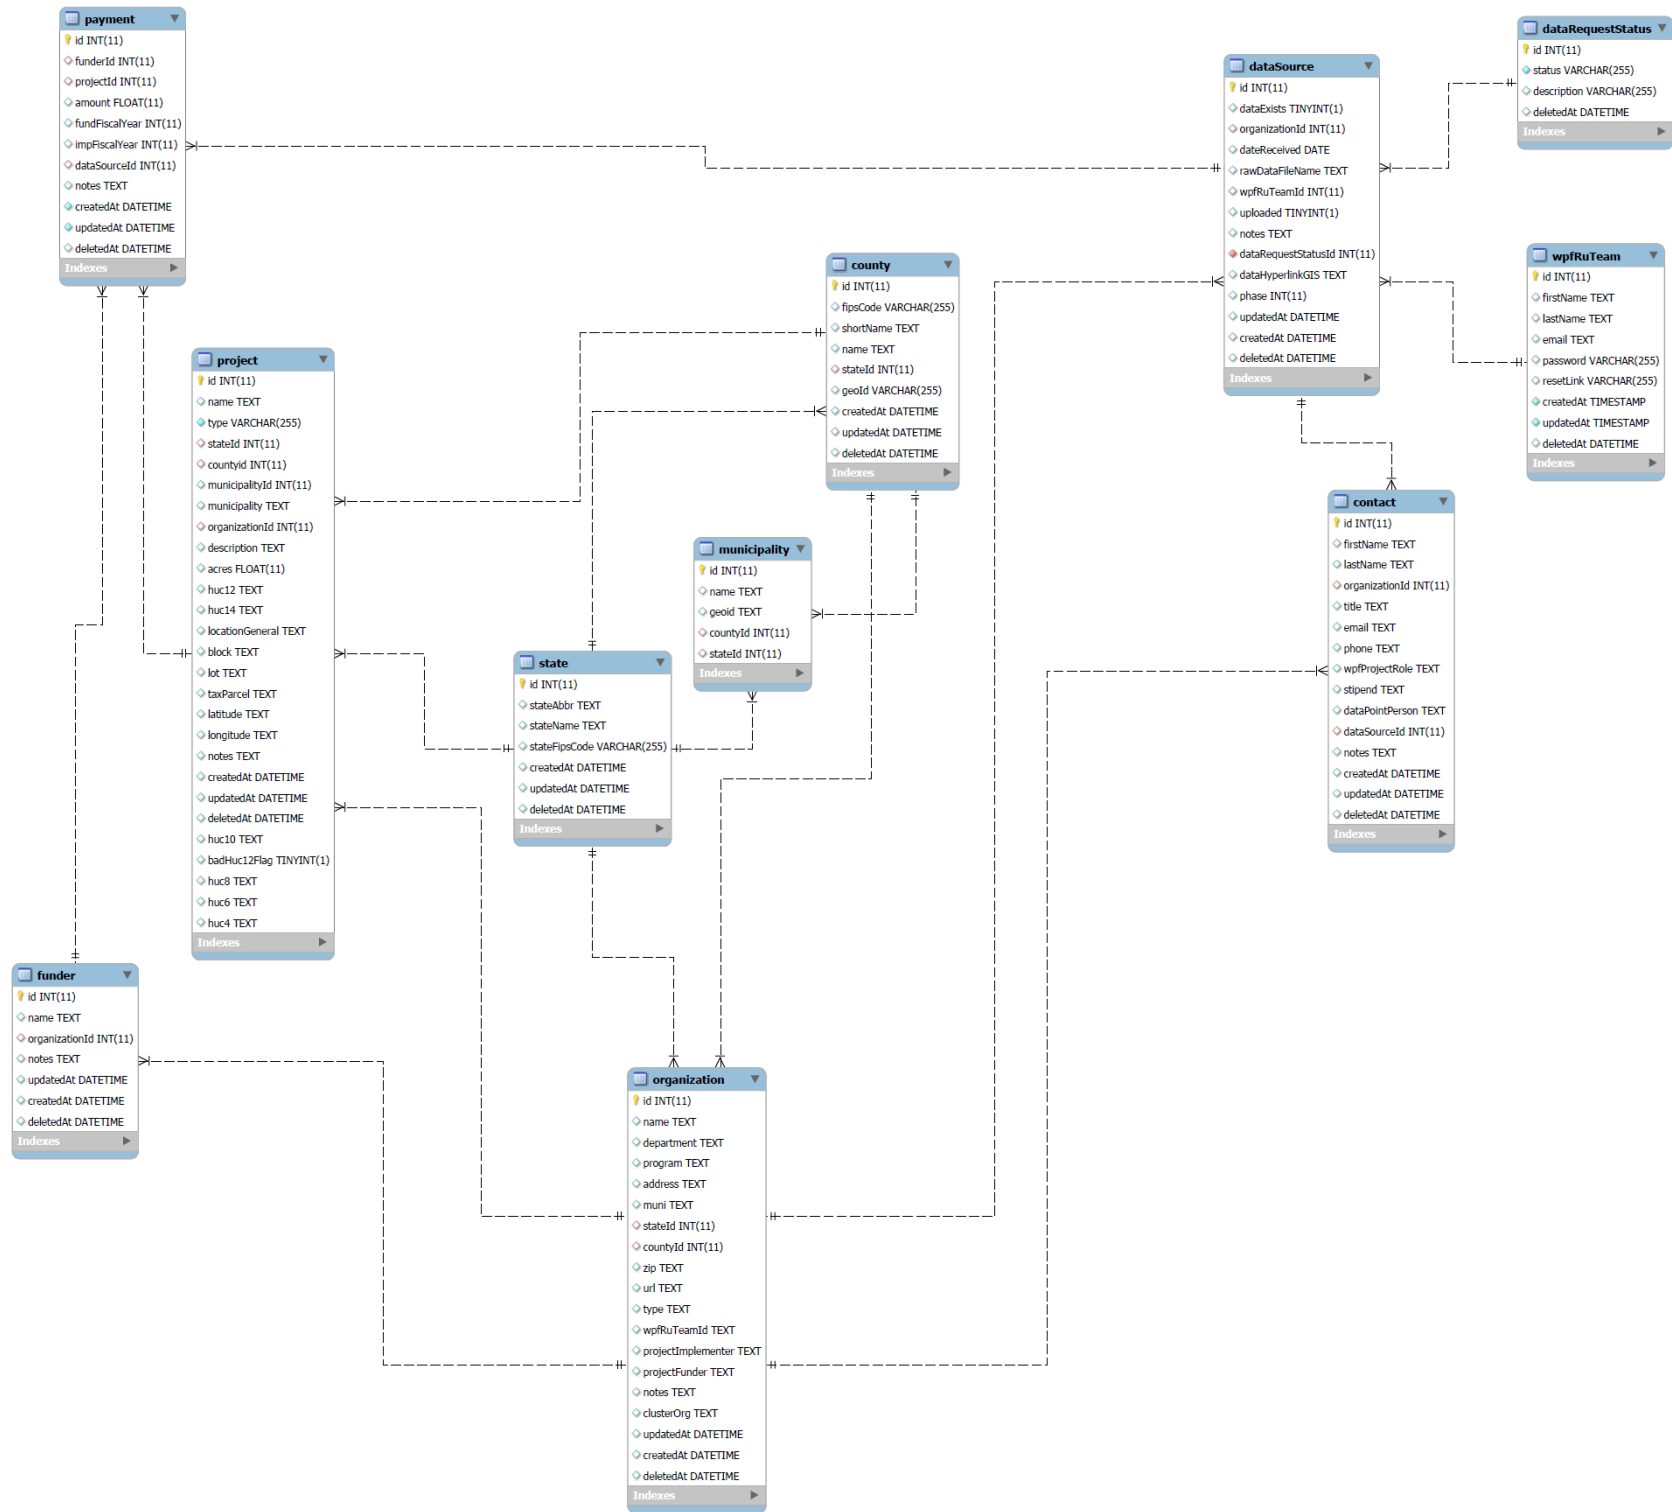 payment
id INT(11)
funderId INT(11)
projectId INT(11)
amount FLOAT(11)
fundFiscalYear INT(11)
impFiscalYear INT(11)
dataSourceId INT(11)
notes TEXT
createdAt DATETIME
updatedAt DATETIME
deletedAt DATETIME
Indexes
dataRequestStatus
id INT(11)
status VARCHAR(255)
description VARCHAR(255)
deletedAt DATETIME
Indexes
dataSource
id INT(11)
dataExists TINYINT(1)
organizationId INT(11)
dateReceived DATE
rawDataFileName TEXT
wpfRuTeamId INT(11)
uploaded TINYINT(1)
notes TEXT
dataRequestStatusId INT(11)
dataHyperlinkGIS TEXT
phase INT(11)
updatedAt DATETIME
createdAt DATETIME
deletedAt DATETIME
Indexes
wpfRuTeam
id INT(11)
firstName TEXT
lastName TEXT
email TEXT
password VARCHAR(255)
resetLink VARCHAR(255)
createdAt TIMESTAMP
updatedAt TIMESTAMP
deletedAt DATETIME
Indexes
county
id INT(11)
fipsCode VARCHAR(255)
shortName TEXT
name TEXT
stateId INT(11)
geoId VARCHAR(255)
createdAt DATETIME
updatedAt DATETIME
deletedAt DATETIME
Indexes
project
id INT(11)
name TEXT
type VARCHAR(255)
stateId INT(11)
countyid INT(11)
municipalityId INT(11)
municipality TEXT
organizationId INT(11)
description TEXT
acres FLOAT(11)
huc12 TEXT
huc14 TEXT
locationGeneral TEXT
block TEXT
lot TEXT
taxParcel TEXT
latitude TEXT
longitude TEXT
notes TEXT
createdAt DATETIME
updatedAt DATETIME
deletedAt DATETIME
huc10 TEXT
badHuc12Flag TINYINT(1)
huc8 TEXT
huc6 TEXT
huc4 TEXT
Indexes
municipality
id INT(11)
name TEXT
geoid TEXT
countyId INT(11)
stateId INT(11)
Indexes
contact
id INT(11)
firstName TEXT
lastName TEXT
organizationId INT(11)
title TEXT
email TEXT
phone TEXT
wpfProjectRole TEXT
stipend TEXT
dataPointPerson TEXT
dataSourceId INT(11)
notes TEXT
createdAt DATETIME
updatedAt DATETIME
deletedAt DATETIME
Indexes
state
id INT(11)
stateAbbr TEXT
stateName TEXT
stateFipsCode VARCHAR(255)
createdAt DATETIME
updatedAt DATETIME
deletedAt DATETIME
Indexes
funder
id INT(11)
name TEXT
organizationId INT(11)
notes TEXT
updatedAt DATETIME
createdAt DATETIME
deletedAt DATETIME
Indexes
organization
id INT(11)
name TEXT
department TEXT
program TEXT
address TEXT
muni TEXT
stateId INT(11)
countyId INT(11)
zip TEXT
url TEXT
type TEXT
wpfRuTeamId TEXT
projectImplementer TEXT
projectFunder TEXT
notes TEXT
clusterOrg TEXT
updatedAt DATETIME
createdAt DATETIME
deletedAt DATETIME
Indexes